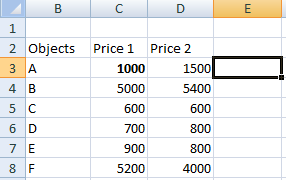 B C D E
1
2 Objects Price 1 Price 2
3 A 1000 1500
4 B 5000 5400
5 C 600 600
6 D 700 800
7 E 900 800
8 F 5200 4000